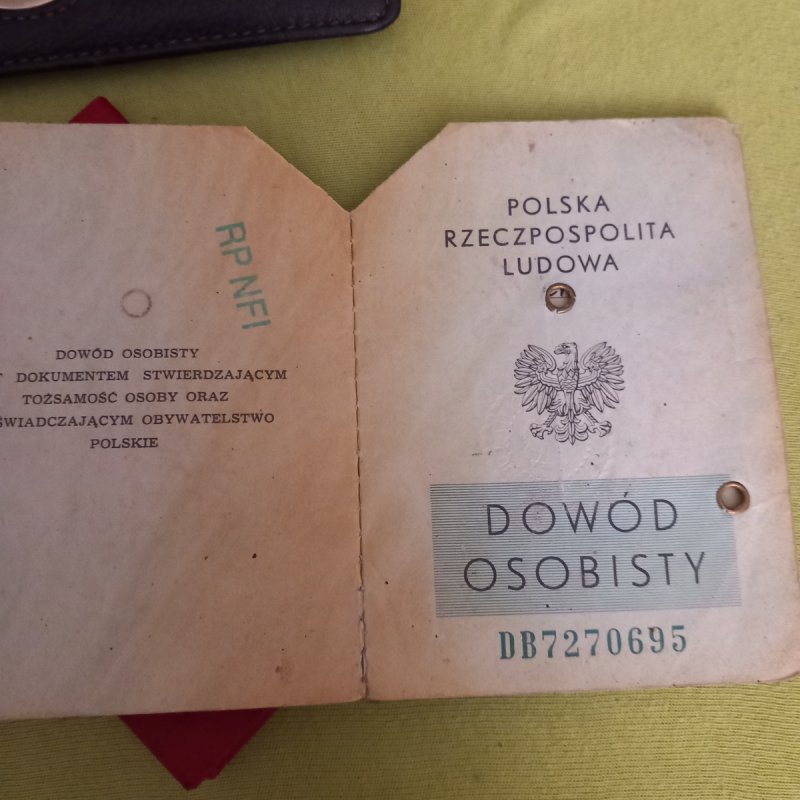 RP NFI
DOWÓD OSOBISTY
DOKUMENTEM STWIERDZAJĄCYM
TOŻSAMOŚĆ OSOBY ORAZ
ŚWIADCZAJĄCYM OBYWATELSTWO
POLSKIE
POLSKA
RZECZPOSPOLITA
LUDOWA
DOWÓD
OSOBISTY
DB7270695